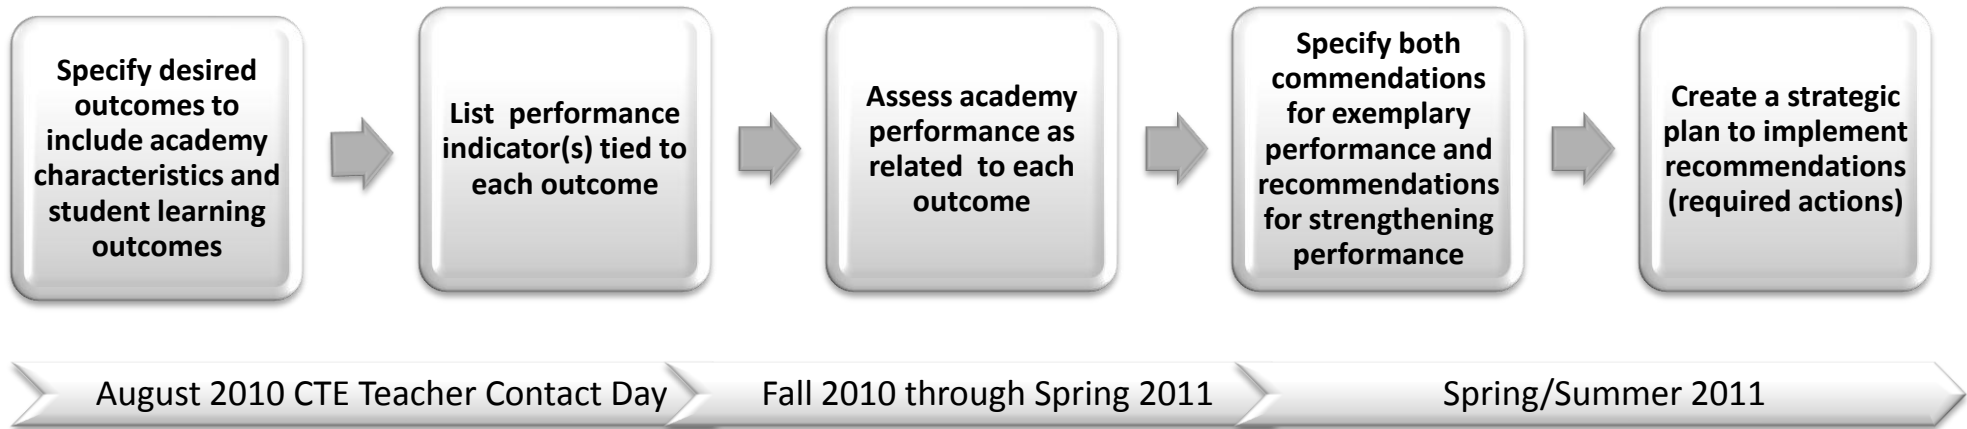 Specify desired
outcomes to
include academy
characteristics and
student learning
outcomes
List performance
indicator(s) tied to
each outcome
Assess academy
performance as
related to each
outcome
Specify both
commendations
for exemplary
performance and
recommendations
for strengthening
performance
Create a strategic
plan to implement
recommendations
(required actions)
August 2010 CTE Teacher Contact Day
Fall 2010 through Spring 2011
Spring/Summer 2011